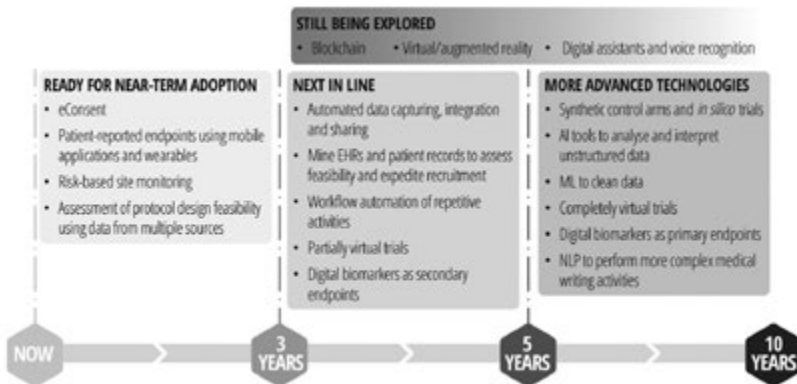 STILL BEING EXPLORED
• Blockchain • Virtual/augmented reality • Digital assistants and voice recognition
READY FOR NEAR-TERM ADOPTION
• eConsent
• Patient-reported endpoints using mobile
applications and wearables
• Risk-based site monitoring
• Assessment of protocol design feasibility
using data from multiple sources
NEXT IN LINE
• Automated data capturing, integration
and sharing
• Mine EHRs and patient records to assess
feasibility and expedite recruitment
• Workflow automation of repetitive
activities
• Partially virtual trials
• Digital biomarkers as secondary
endpoints
MORE ADVANCED TECHNOLOGIES
• Synthetic control arms and in silico trials
• AI tools to analyse and interpret
unstructured data
• ML to clean data
• Completely virtual trials
• Digital biomarkers as primary endpoints
• NLP to perform more complex medical
writing activities
NOW
3
YEARS
5
YEARS
10
YEARS